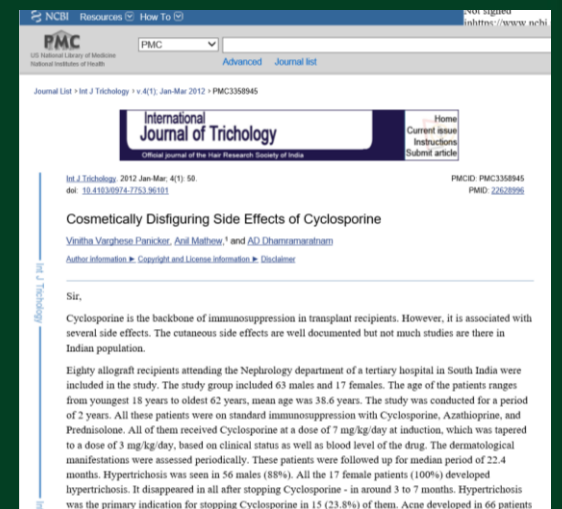 NCBI Resources How To
PMC
US National Library of Medicine
National Institutes of Health
PMC
Advanced Journal list
Journal List > Int J Trichology > v.4(1); Jan-Mar 2012 > PMC3358945
International
Journal of Trichology
Official journal of the Hair Research Society of India
Home
Current issue
Instructions
Submit article
Int J Trichology. 2012 Jan-Mar; 4(1): 50.
PMCID: PMC3358945
doi: 10.4103/0974-7753.96101
PMID: 22628996
Cosmetically Disfiguring Side Effects of Cyclosporine
Vinitha Varghese Panicker, Anil Mathew,1 and AD Dhamramaratnam
Author information ► Copyright and License information ► Disclaimer
Int J Trichology
Sir,
Cyclosporine is the backbone of immunosuppression in transplant recipients. However, it is associated with
several side effects. The cutaneous side effects are well documented but not much studies are there in
Indian population.
Eighty allograft recipients attending the Nephrology department of a tertiary hospital in South India were
included in the study. The study group included 63 males and 17 females. The age of the patients ranges
from youngest 18 years to oldest 62 years, mean age was 38.6 years. The study was conducted for a period
of 2 years. All these patients were on standard immunosuppression with Cyclosporine, Azathioprine, and
Prednisolone. All of them received Cyclosporine at a dose of 7 mg/kg/day at induction, which was tapered
to a dose of 3 mg/kg/day, based on clinical status as well as blood level of the drug. The dermatological
manifestations were assessed periodically. These patients were followed up for median period of 22.4
months. Hypertrichosis was seen in 56 males (88%). All the 17 female patients (100%) developed
hypertrichosis. It disappeared in all after stopping Cyclosporine - in around 3 to 7 months. Hypertrichosis
was the primary indication for stopping Cyclosporine in 15 (23.8%) of them. Acne developed in 66 patients